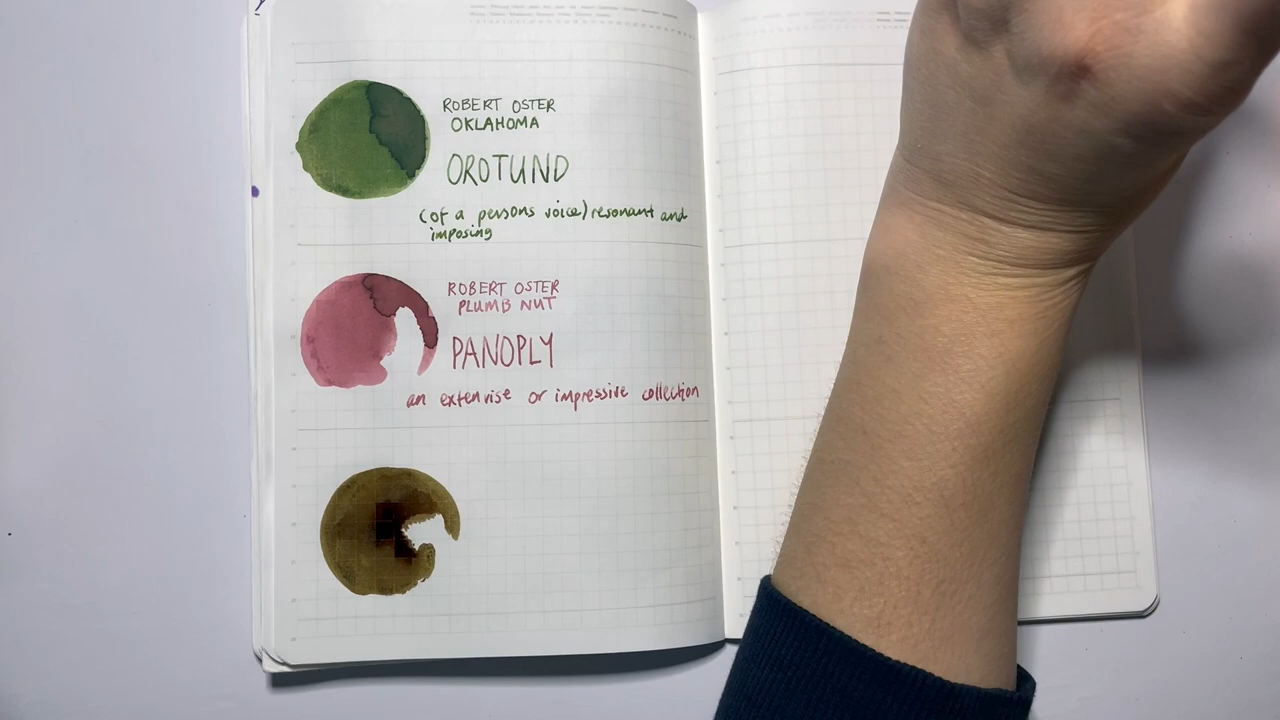 ROBERT OSTER
OKLAHOMA
OROTUND
(of a persons voice) resonant and
imposing
ROBERT OSTER
PLUMB NUT
PANOPLY
an extenvise or impressive collection